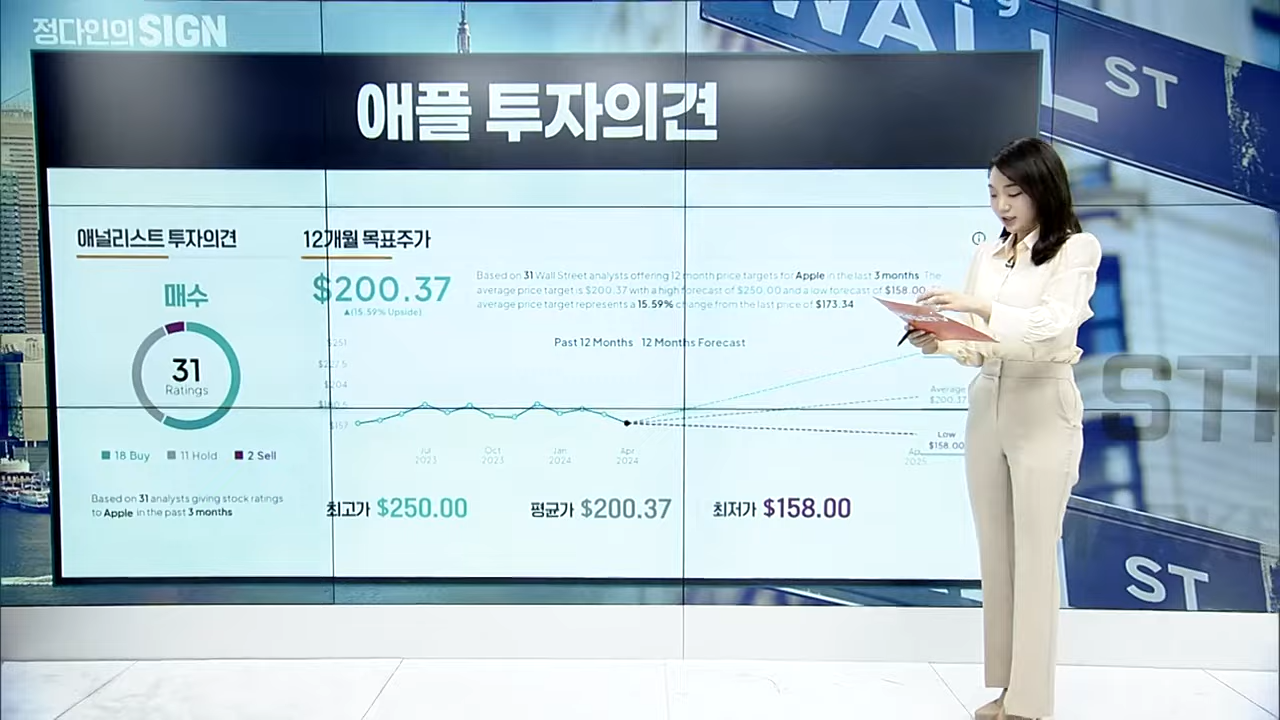 정다인의 SIGN
WALL ST
애플 투자의견
애널리스트 투자의견
매수
31
Ratings
18 Buy
11 Hold
2 Sell
Based on 31 analysts giving stock ratings
to Apple in the past 3 months
12개월 목표주가
$200.37
▲(15.59% Upside)
Based on 31 Wall Street analysts offering 12 month price targets for Apple in the last 3 months. The
average price target is $200.37 with a high forecast of $250.00 and a low forecast of $158.00.
average price target represents a 15.59% change from the last price of $173.34
Past 12 Months 12 Months Forecast
$251
$204
$157
Average
$200.37
Low
$158.00
Jul
2023
Oct
2023
Jan
2024
Apr
2024
2025
최고가 $250.00
평균가 $200.37
최저가 $158.00
ST